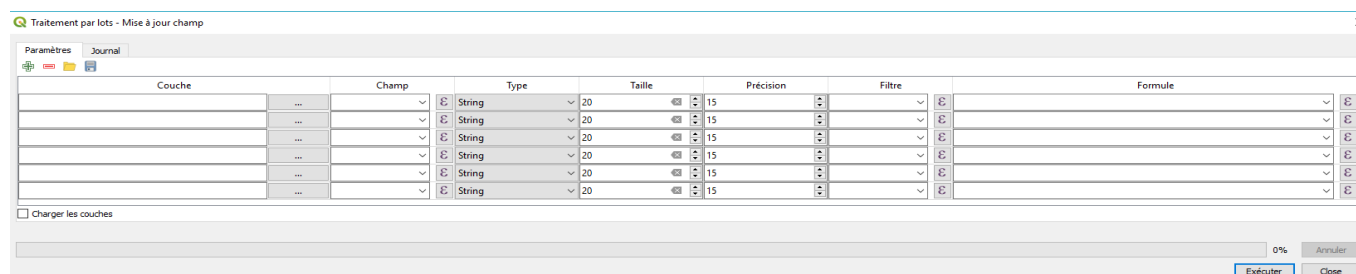 Traitement par lots - Mise à jour champ
Paramètres Journal
Couche Champ Type Taille Précision Filtre Formule
... ε String 20 15 ε ε
... ε String 20 15 ε ε
... ε String 20 15 ε ε
... ε String 20 15 ε ε
... ε String 20 15 ε ε
... ε String 20 15 ε ε
Charger les couches
0% Annuler
Exécuter Close